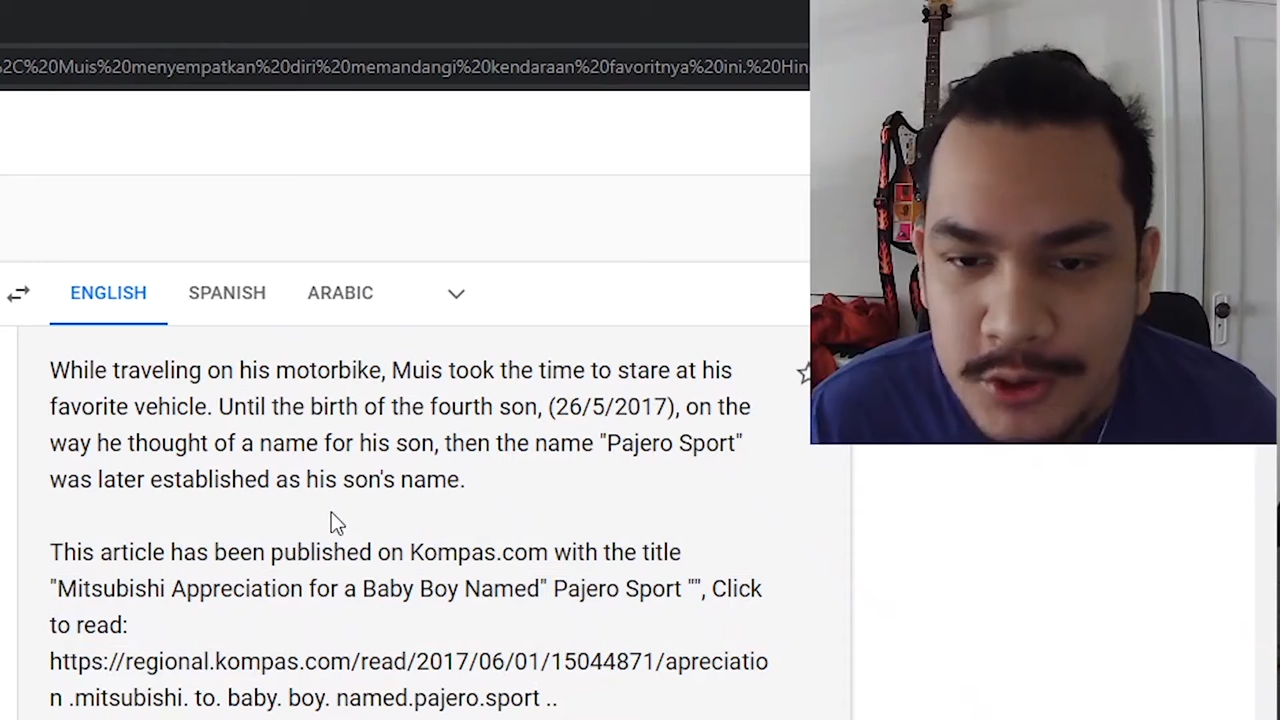 2C%20Muis%20menyempatkan%20diri%20memandangi%20kendaraan%20favoritnya%20ini.%20Hin
ENGLISH SPANISH ARABIC
While traveling on his motorbike, Muis took the time to stare at his
favorite vehicle. Until the birth of the fourth son, (26/5/2017), on the
way he thought of a name for his son, then the name "Pajero Sport"
was later established as his son's name.
This article has been published on Kompas.com with the title
"Mitsubishi Appreciation for a Baby Boy Named" Pajero Sport "", Click
to read:
https://regional.kompas.com/read/2017/06/01/15044871/apreciatio
n .mitsubishi. to. baby. boy. named.pajero.sport ..